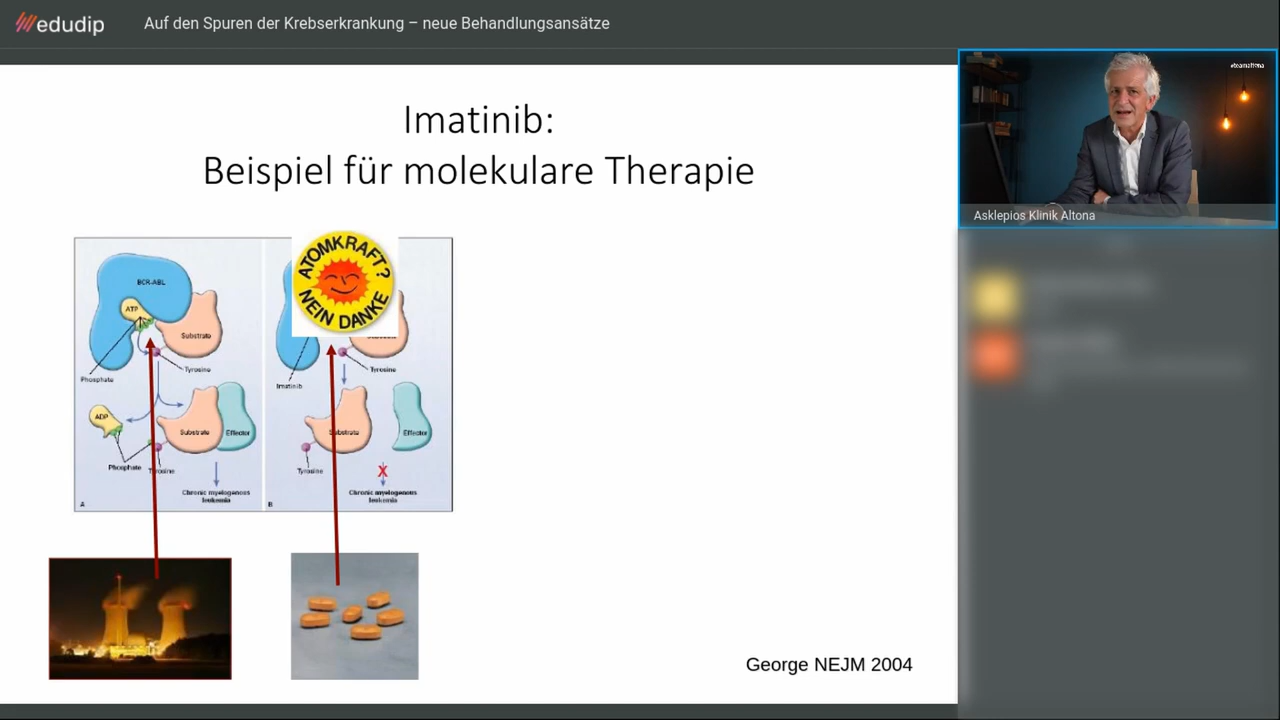 edudip
Auf den Spuren der Krebserkrankung – neue Behandlungsansätze
Imatinib:
Beispiel für molekulare Therapie
BCR-ABL
ATP
Substrate
Phosphate
Tyrosine
ADP
Substrate
Effector
Phosphate
Tyrosine
Chronic myelogenous
leukemia
A
ATOMKRAFT?
NEIN DANKE
Substrate
Imatinib
Tyrosine
Substrate
Effector
Tyrosine
X
Chronic myelogenous
leukemia
B
George NEJM 2004
#teamaltona
Asklepios Klinik Altona